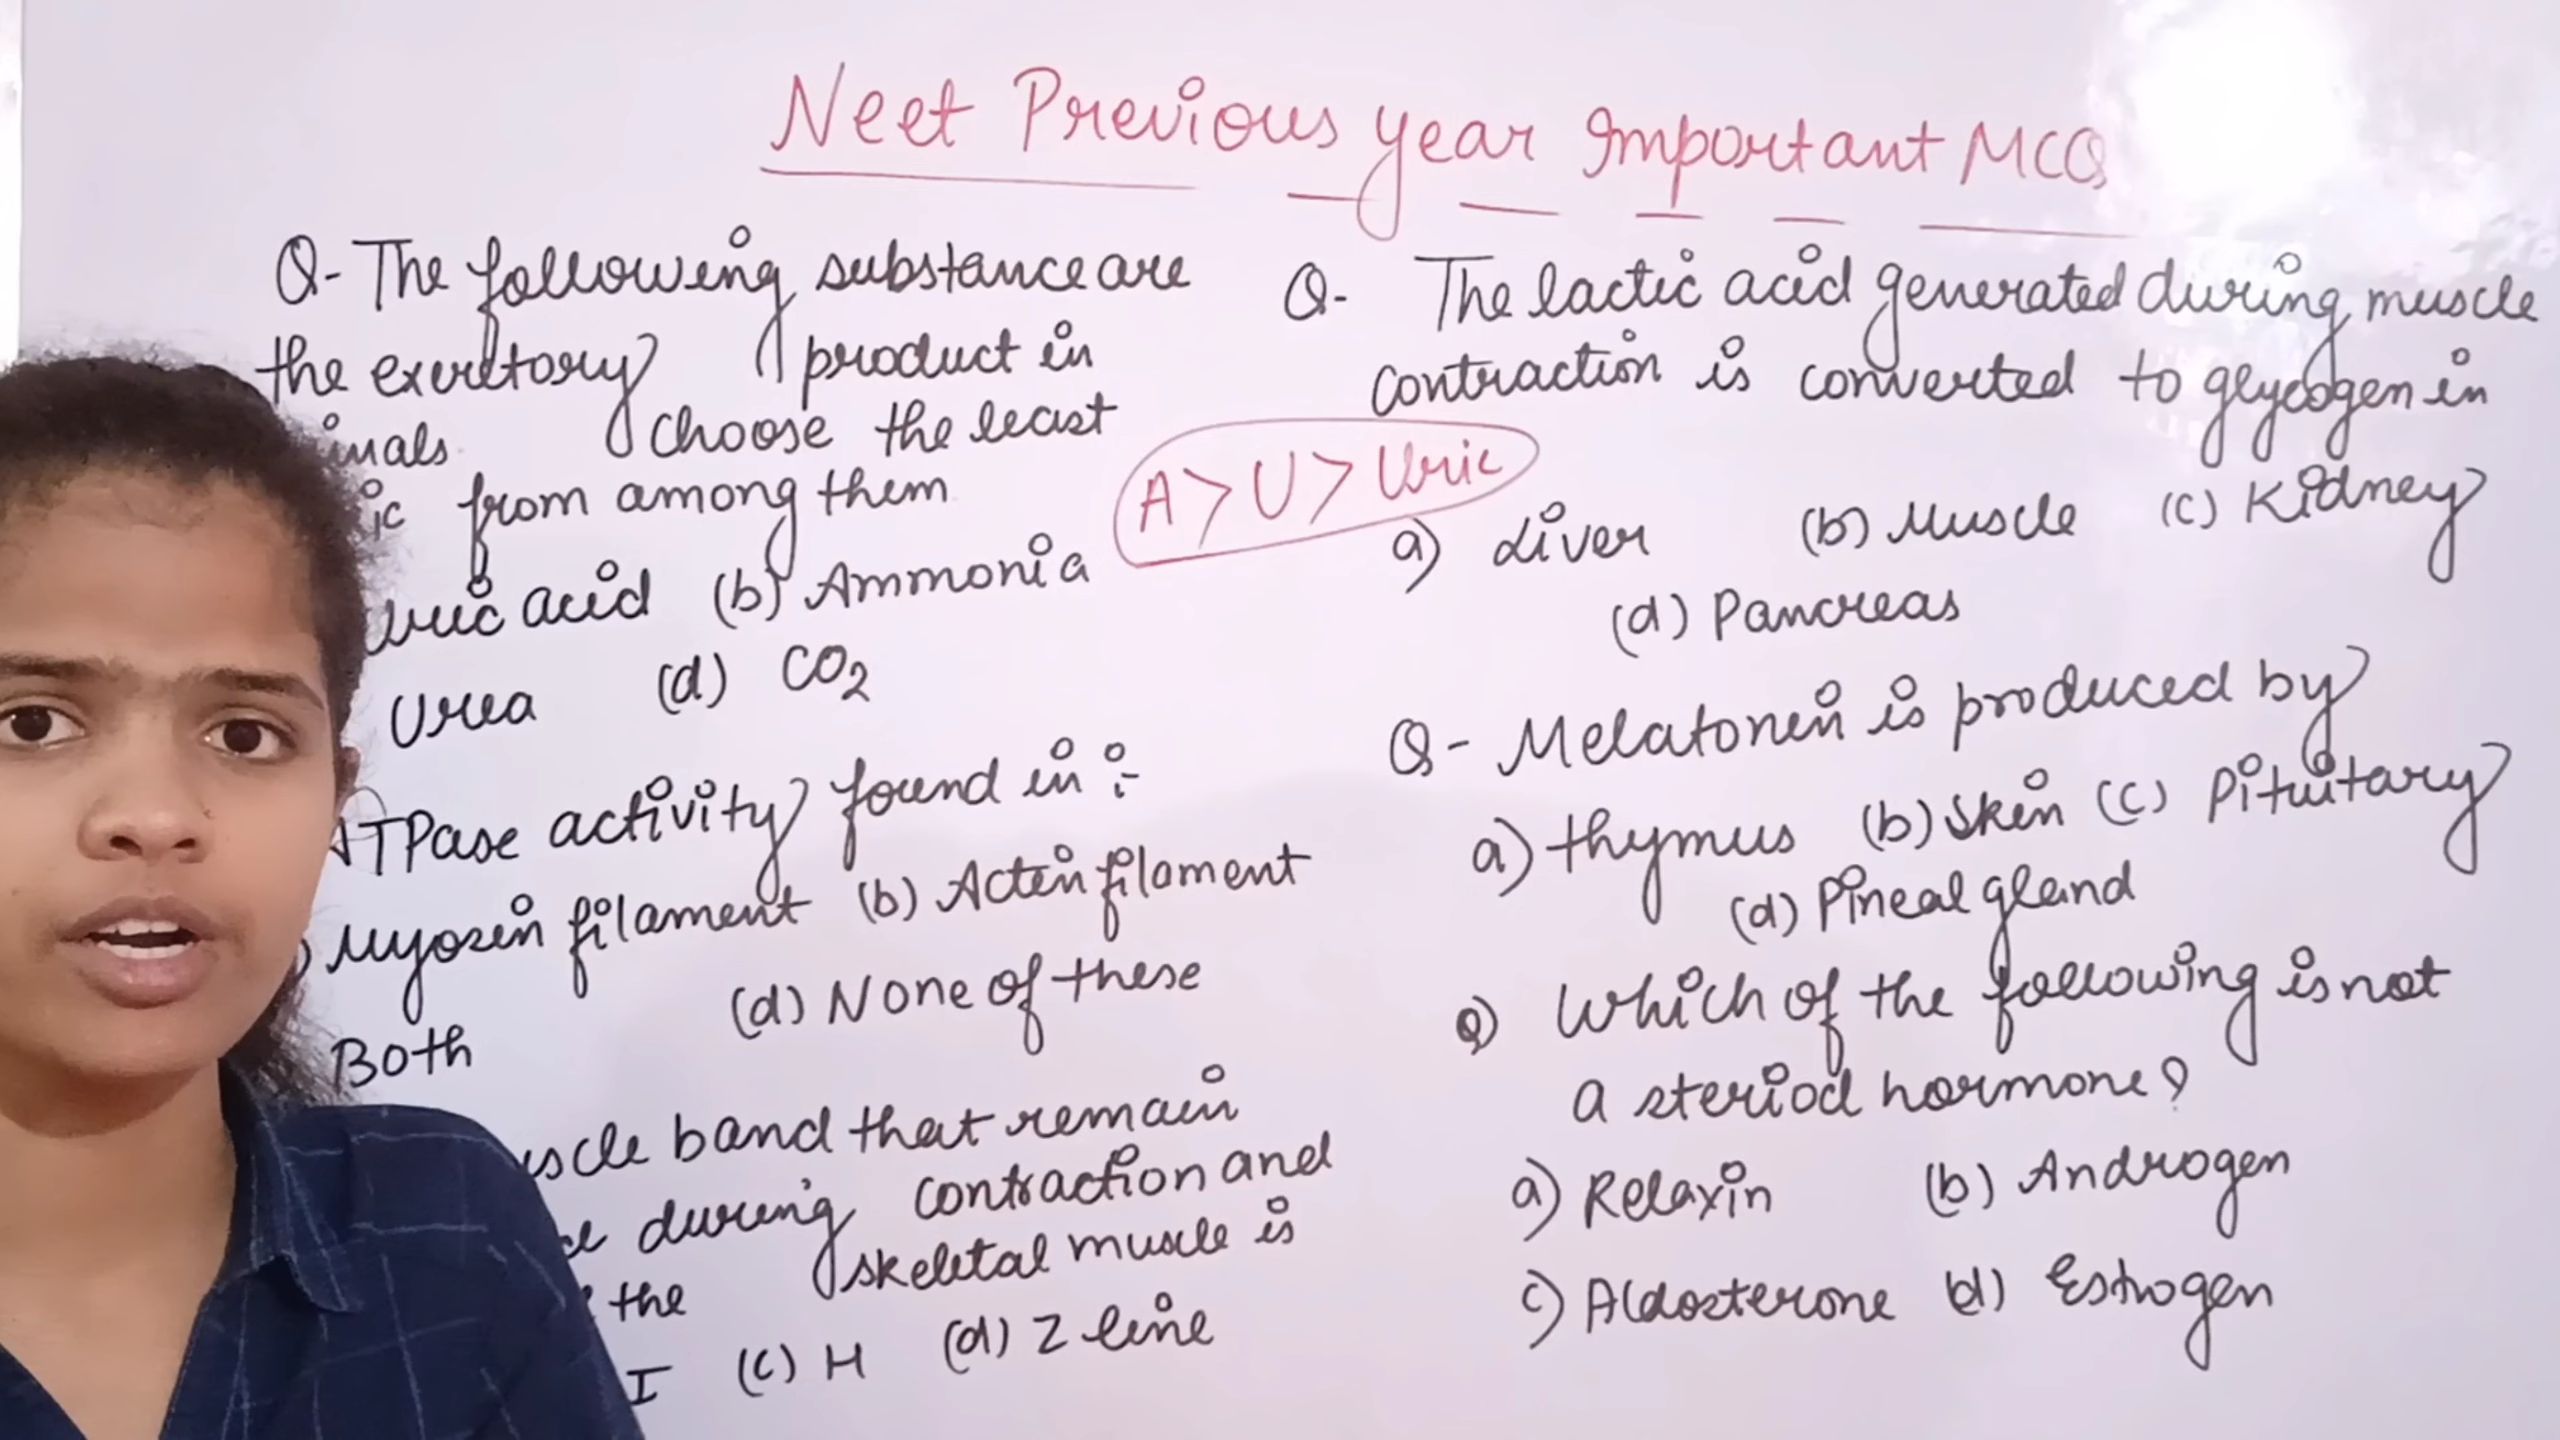 Neet Previous year Important MCQ
Q- The following substance are
the excretory product in
imals choose the least
ic from among them
uric acid (b) Ammonia
Urea (d) CO2
A > U > Uric
ATPase activity found in :-
Myosin filament (b) Actin filament
Both (d) None of these
uscle band that remain
during contraction and
the skeletal muscle is
I (c) H (d) Z line
Q- The lactic acid generated during muscle
contraction is converted to glycogen in
a) Liver (b) Muscle (c) Kidney
(d) Pancreas
Q- Melatonin is produced by
a) thymus (b) Skin (c) Pituitary
(d) Pineal gland
Q) Which of the following is not
a steriod hormone?
a) Relaxin (b) Androgen
c) Aldosterone d) Estrogen